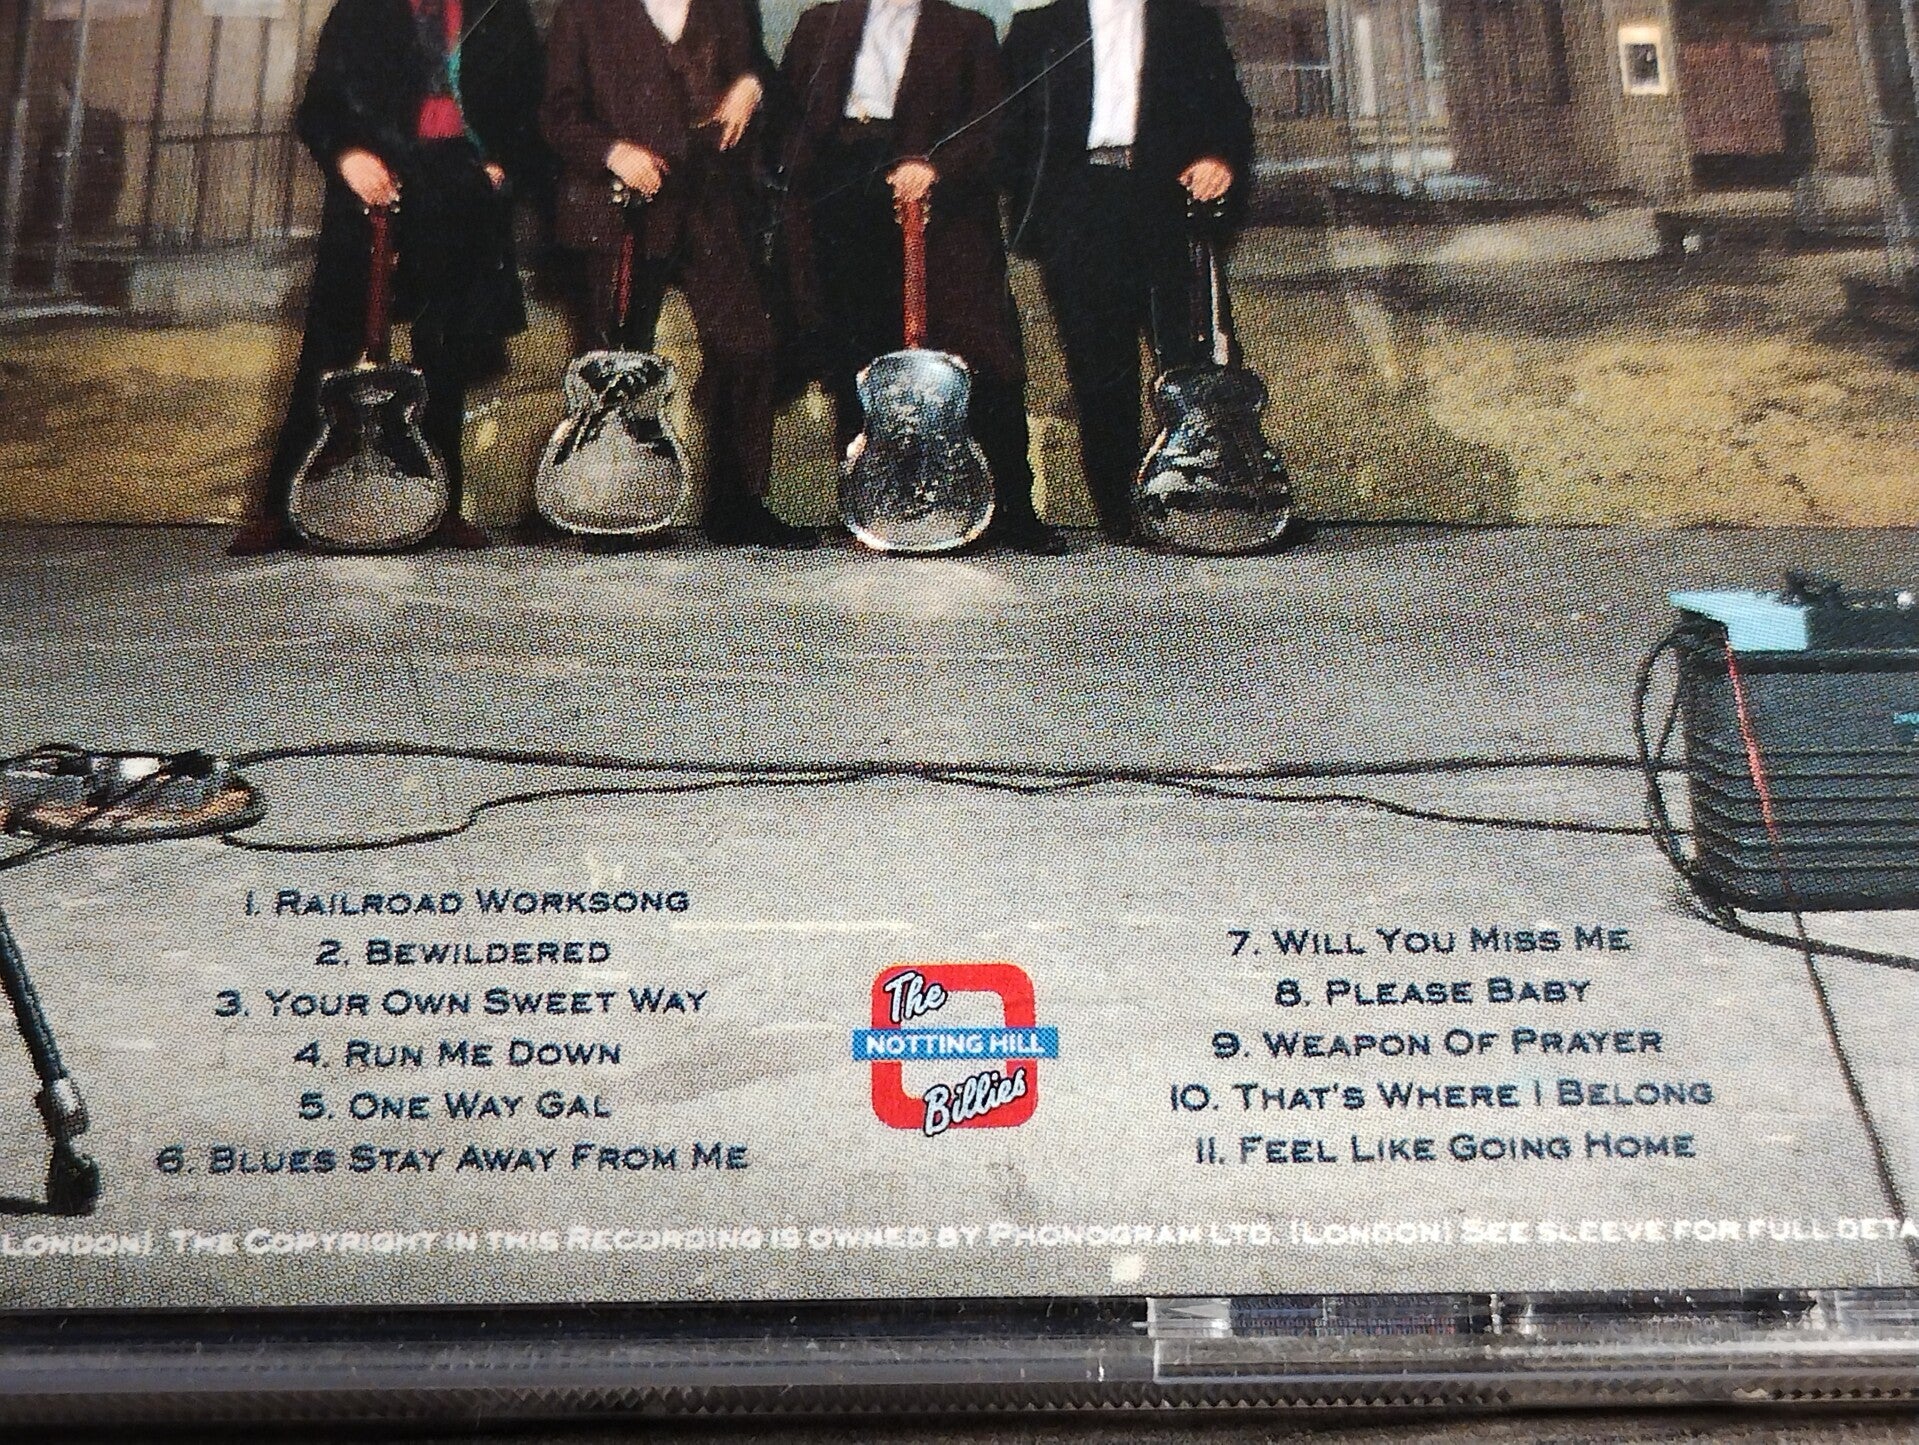 1. RAILROAD WORKSONG
2. BEWILDERED
3. YOUR OWN SWEET WAY
4. RUN ME DOWN
5. ONE WAY GAL
6. BLUES STAY AWAY FROM ME
The
NOTTING HILL
Billies
7. WILL YOU MISS ME
8. PLEASE BABY
9. WEAPON OF PRAYER
10. THAT'S WHERE I BELONG
11. FEEL LIKE GOING HOME
LONDON) THE COPYRIGHT IN THIS RECORDING IS OWNED BY PHONOGRAM LTD. (LONDON) SEE SLEEVE FOR FULL DETA